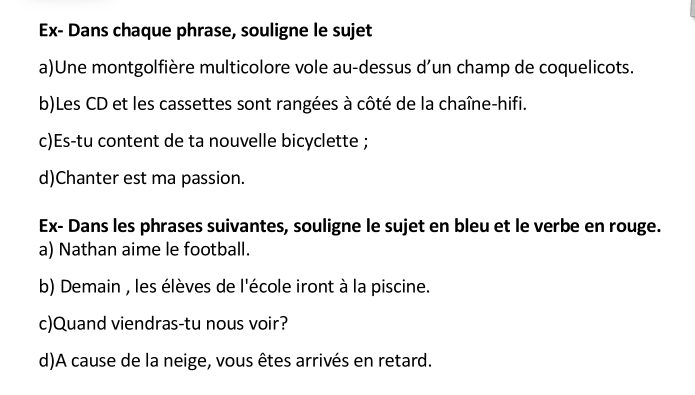 Ex- Dans chaque phrase, souligne le sujet
a)Une montgolfière multicolore vole au-dessus d’un champ de coquelicots.
b)Les CD et les cassettes sont rangées à côté de la chaîne-hifi.
c)Es-tu content de ta nouvelle bicyclette ;
d)Chanter est ma passion.
Ex- Dans les phrases suivantes, souligne le sujet en bleu et le verbe en rouge.
a) Nathan aime le football.
b) Demain , les élèves de l'école iront à la piscine.
c)Quand viendras-tu nous voir?
d)A cause de la neige, vous êtes arrivés en retard.